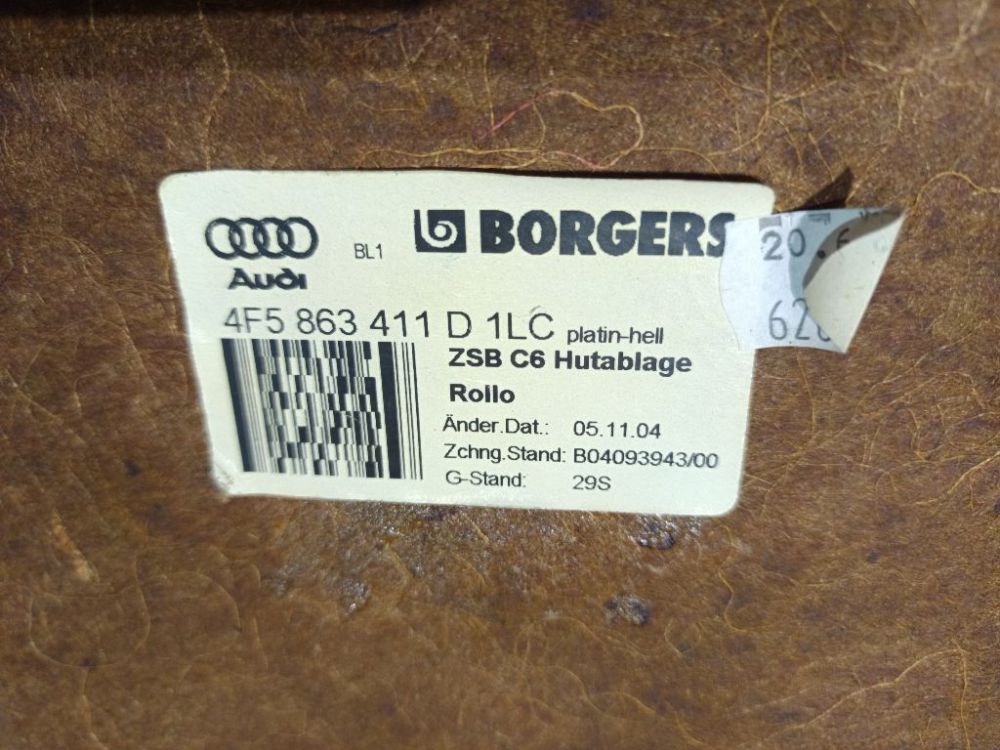 BL1
BORGERS
Audi
4F5 863 411 D 1LC platin-hell
ZSB C6 Hutablage
Rollo
Änder.Dat.: 05.11.04
Zchng.Stand: B04093943/00
G-Stand: 29S
20.